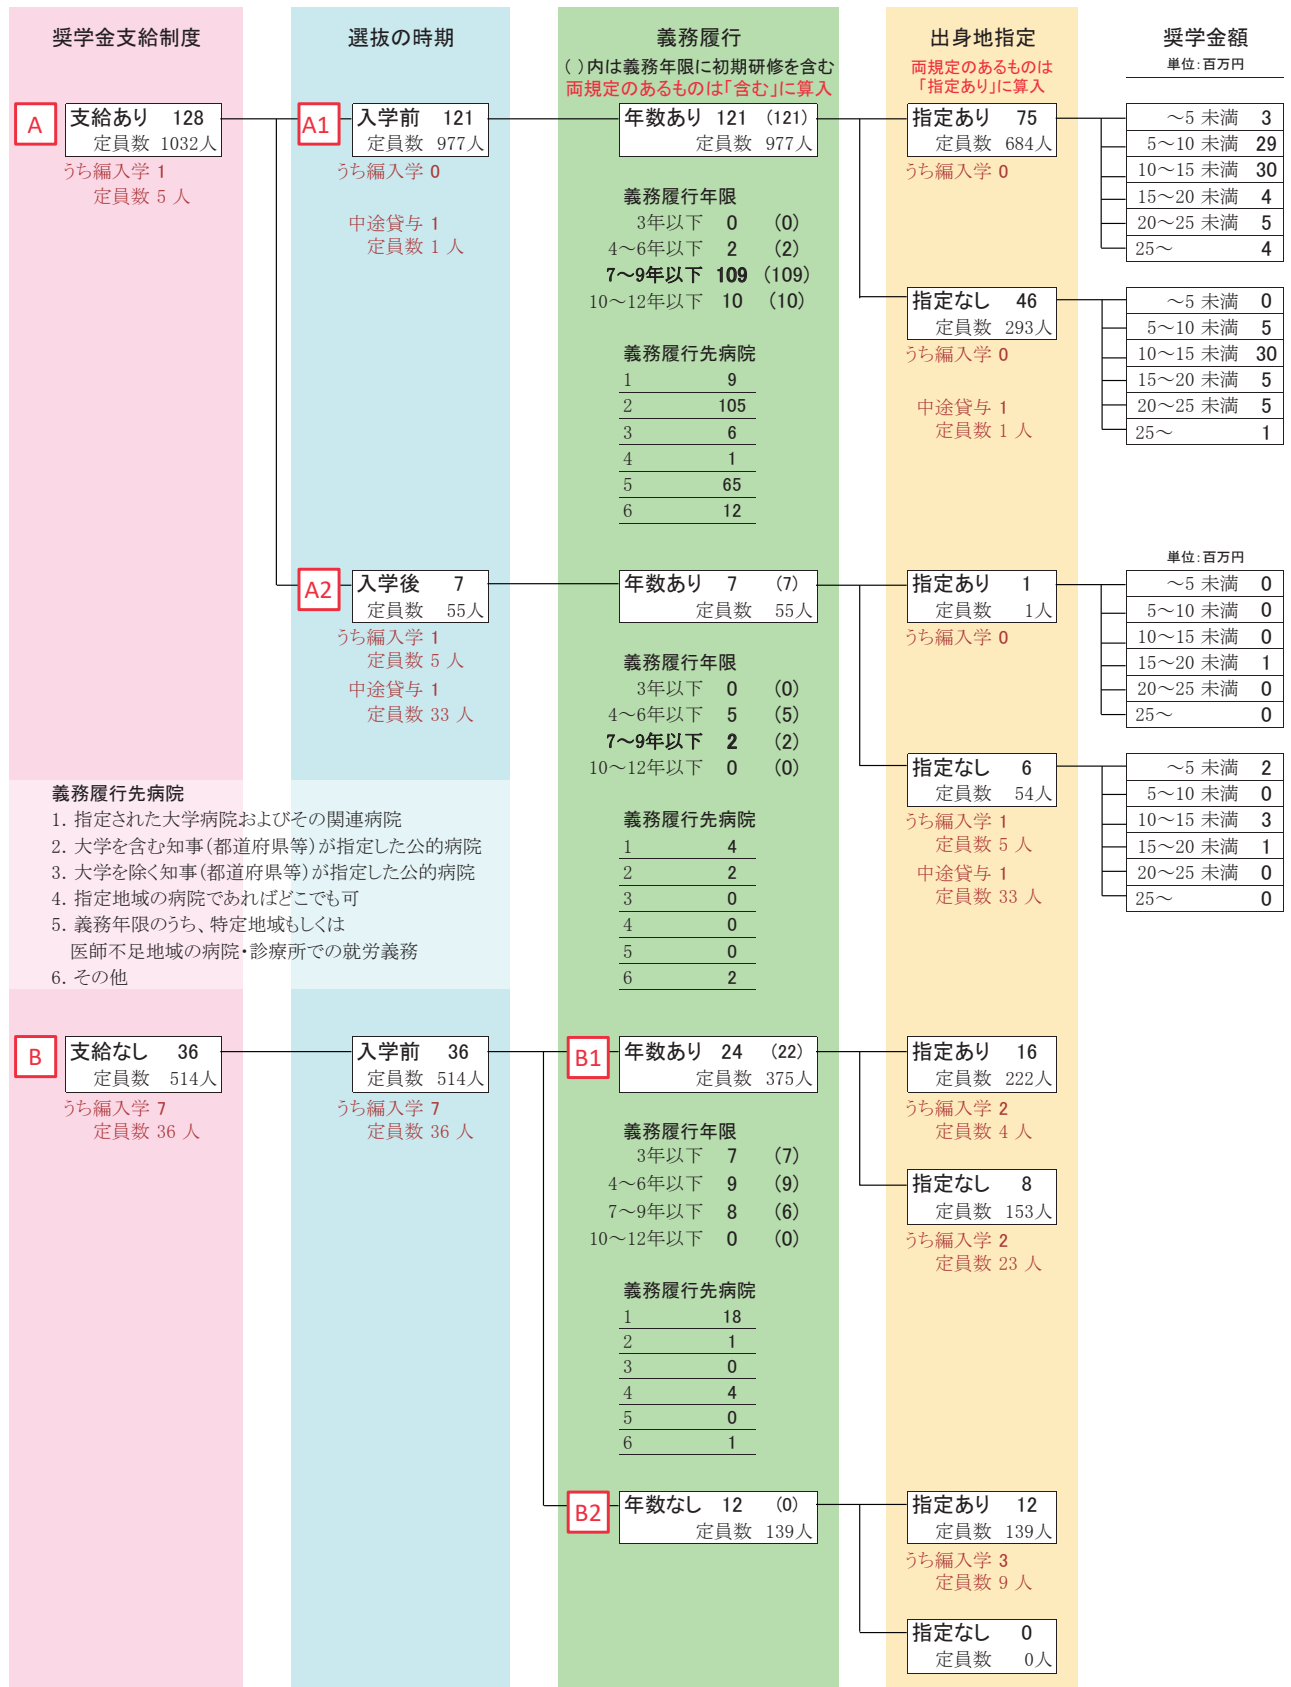 奨学金支給制度
選抜の時期
義務履行
( )内は義務年限に初期研修を含む
両規定のあるものは「含む」に算入
出身地指定
両規定のあるものは
「指定あり」に算入
奨学金額
単位:百万円
A
支給あり 128
定員数 1032人
うち編入学 1
定員数 5 人
A1
入学前 121
定員数 977人
うち編入学 0
中途貸与 1
定員数 1 人
年数あり 121 (121)
定員数 977人
義務履行年限
3年以下 0 (0)
4～6年以下 2 (2)
7～9年以下 109 (109)
10～12年以下 10 (10)
義務履行先病院
1 9
2 105
3 6
4 1
5 65
6 12
指定あり 75
定員数 684人
うち編入学 0
～5 未満 3
5～10 未満 29
10～15 未満 30
15～20 未満 4
20～25 未満 5
25～ 4
指定なし 46
定員数 293人
うち編入学 0
中途貸与 1
定員数 1 人
～5 未満 0
5～10 未満 5
10～15 未満 30
15～20 未満 5
20～25 未満 5
25～ 1
A2
入学後 7
定員数 55人
うち編入学 1
定員数 5 人
中途貸与 1
定員数 33 人
年数あり 7 (7)
定員数 55人
義務履行年限
3年以下 0 (0)
4～6年以下 5 (5)
7～9年以下 2 (2)
10～12年以下 0 (0)
義務履行先病院
1 4
2 2
3 0
4 0
5 0
6 2
指定あり 1
定員数 1人
うち編入学 0
単位:百万円
～5 未満 0
5～10 未満 0
10～15 未満 0
15～20 未満 1
20～25 未満 0
25～ 0
指定なし 6
定員数 54人
うち編入学 1
定員数 5 人
中途貸与 1
定員数 33 人
～5 未満 2
5～10 未満 0
10～15 未満 3
15～20 未満 1
20～25 未満 0
25～ 0
義務履行先病院
1. 指定された大学病院およびその関連病院
2. 大学を含む知事(都道府県等)が指定した公的病院
3. 大学を除く知事(都道府県等)が指定した公的病院
4. 指定地域の病院であればどこでも可
5. 義務年限のうち、特定地域もしくは
医師不足地域の病院・診療所での就労義務
6. その他
B
支給なし 36
定員数 514人
うち編入学 7
定員数 36 人
入学前 36
定員数 514人
うち編入学 7
定員数 36 人
B1
年数あり 24 (22)
定員数 375人
義務履行年限
3年以下 7 (7)
4～6年以下 9 (9)
7～9年以下 8 (6)
10～12年以下 0 (0)
義務履行先病院
1 18
2 1
3 0
4 4
5 0
6 1
指定あり 16
定員数 222人
うち編入学 2
定員数 4 人
指定なし 8
定員数 153人
うち編入学 2
定員数 23 人
B2
年数なし 12 (0)
定員数 139人
指定あり 12
定員数 139人
うち編入学 3
定員数 9 人
指定なし 0
定員数 0人